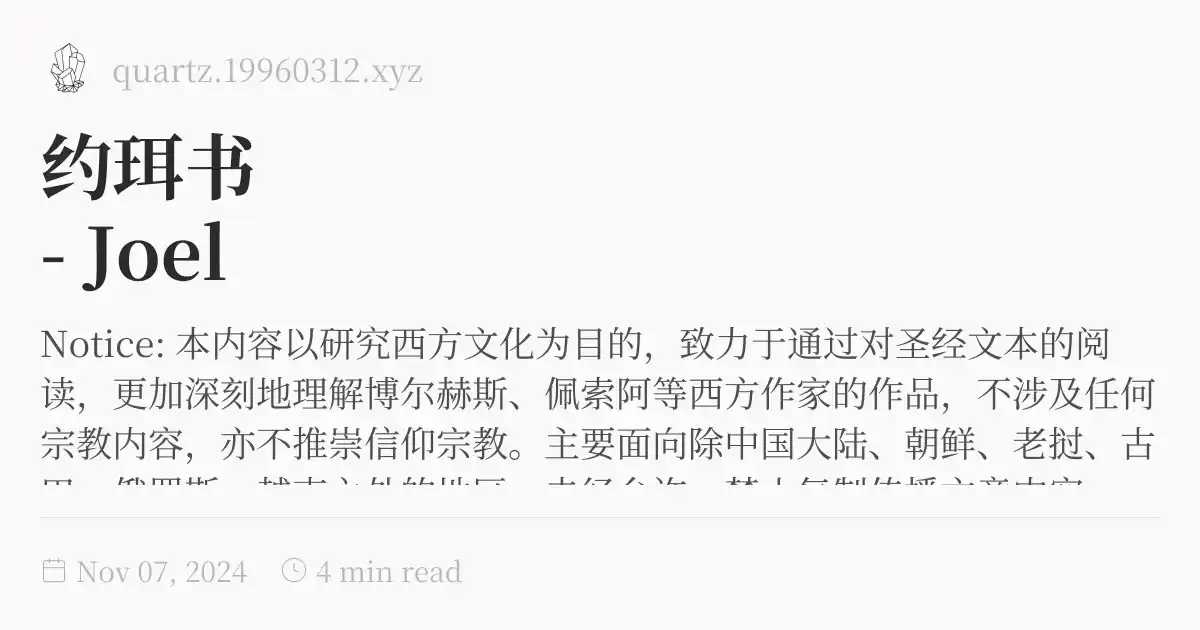 quartz.19960312.xyz
约珥书
- Joel
Notice: 本内容以研究西方文化为目的，致力于通过对圣经文本的阅
读，更加深刻地理解博尔赫斯、佩索阿等西方作家的作品，不涉及任何
宗教内容，亦不推崇信仰宗教。主要面向除中国大陆、朝鲜、老挝、古
Nov 07, 2024
4 min read